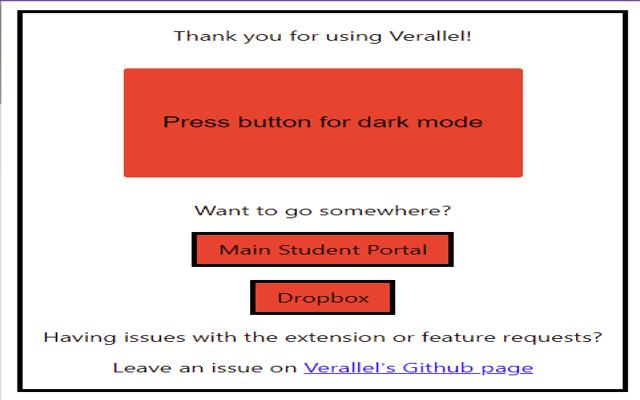 Thank you for using Verallel!
Press button for dark mode
Want to go somewhere?
Main Student Portal
Dropbox
Having issues with the extension or feature requests?
Leave an issue on Verallel's Github page